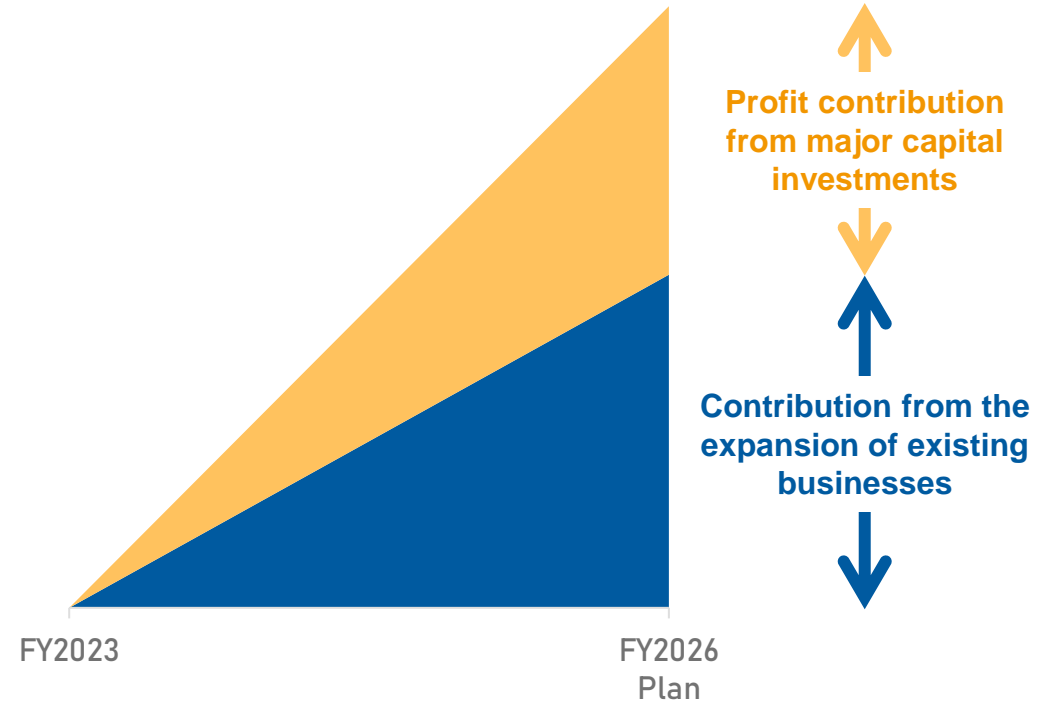 Profit contribution
from major capital
investments
Contribution from the
expansion of existing
businesses
FY2023
FY2026
Plan